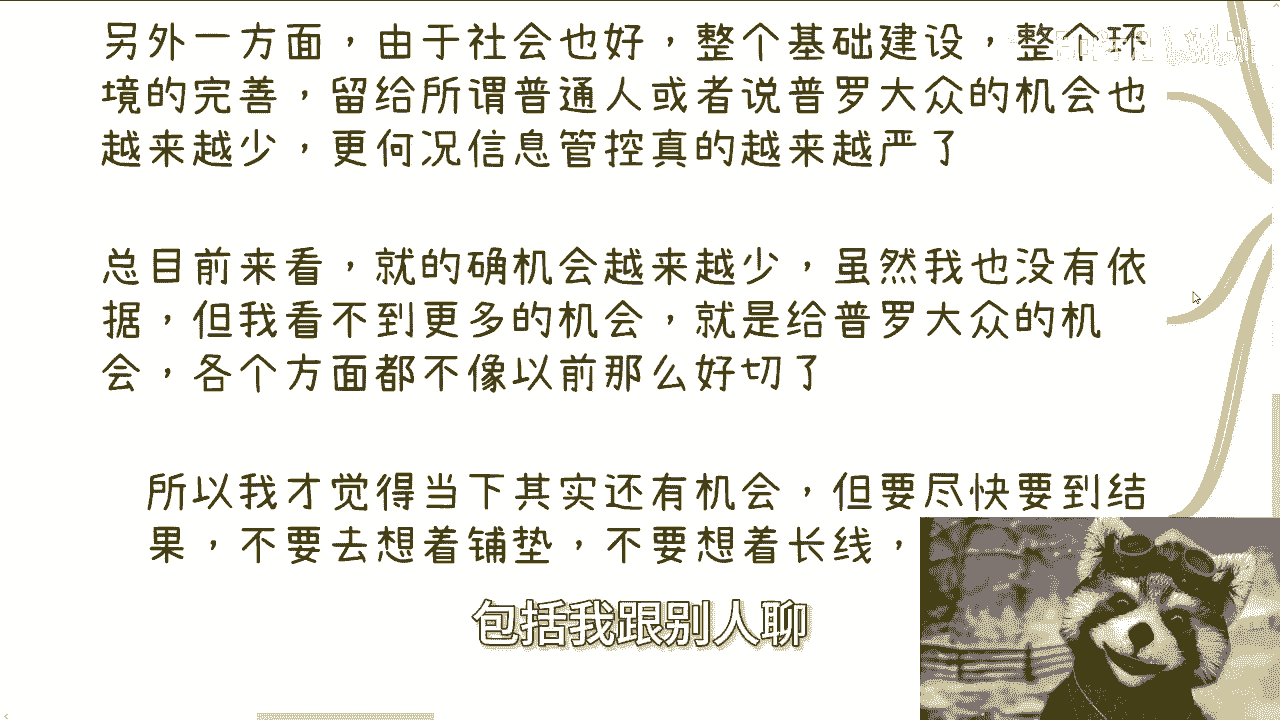 另外一方面，由于社会也好，整个基础建设，整个环
境的完善，留给所谓普通人或者说普罗大众的机会也
越来越少，更何况信息管控真的越来越严了
总目前来看，就的确机会越来越少，虽然我也没有依
据，但我看不到更多的机会，就是给普罗大众的机
会，各个方面都不像以前那么好切了
所以我才觉得当下其实还有机会，但要尽快要到结
果，不要去想着铺垫，不要想着长线，
包括我跟别人聊